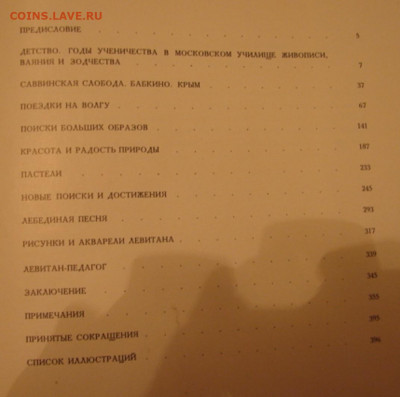 COINS.LAVE.RU
ПРЕДИСЛОВИЕ 5
ДЕТСТВО. ГОДЫ УЧЕНИЧЕСТВА В МОСКОВСКОМ УЧИЛИЩЕ ЖИВОПИСИ,
ВАЯНИЯ И ЗОДЧЕСТВА 7
САВВИНСКАЯ СЛОБОДА. БАБКИНО. КРЫМ 37
ПОЕЗДКИ НА ВОЛГУ 67
ПОИСКИ БОЛЬШИХ ОБРАЗОВ 141
КРАСОТА И РАДОСТЬ ПРИРОДЫ 187
ПАСТЕЛИ 233
НОВЫЕ ПОИСКИ И ДОСТИЖЕНИЯ 245
ЛЕБЕДИНАЯ ПЕСНЯ 293
РИСУНКИ И АКВАРЕЛИ ЛЕВИТАНА 317
ЛЕВИТАН-ПЕДАГОГ 339
ЗАКЛЮЧЕНИЕ 345
ПРИМЕЧАНИЯ 355
ПРИНЯТЫЕ СОКРАЩЕНИЯ 395
СПИСОК ИЛЛЮСТРАЦИЙ 396